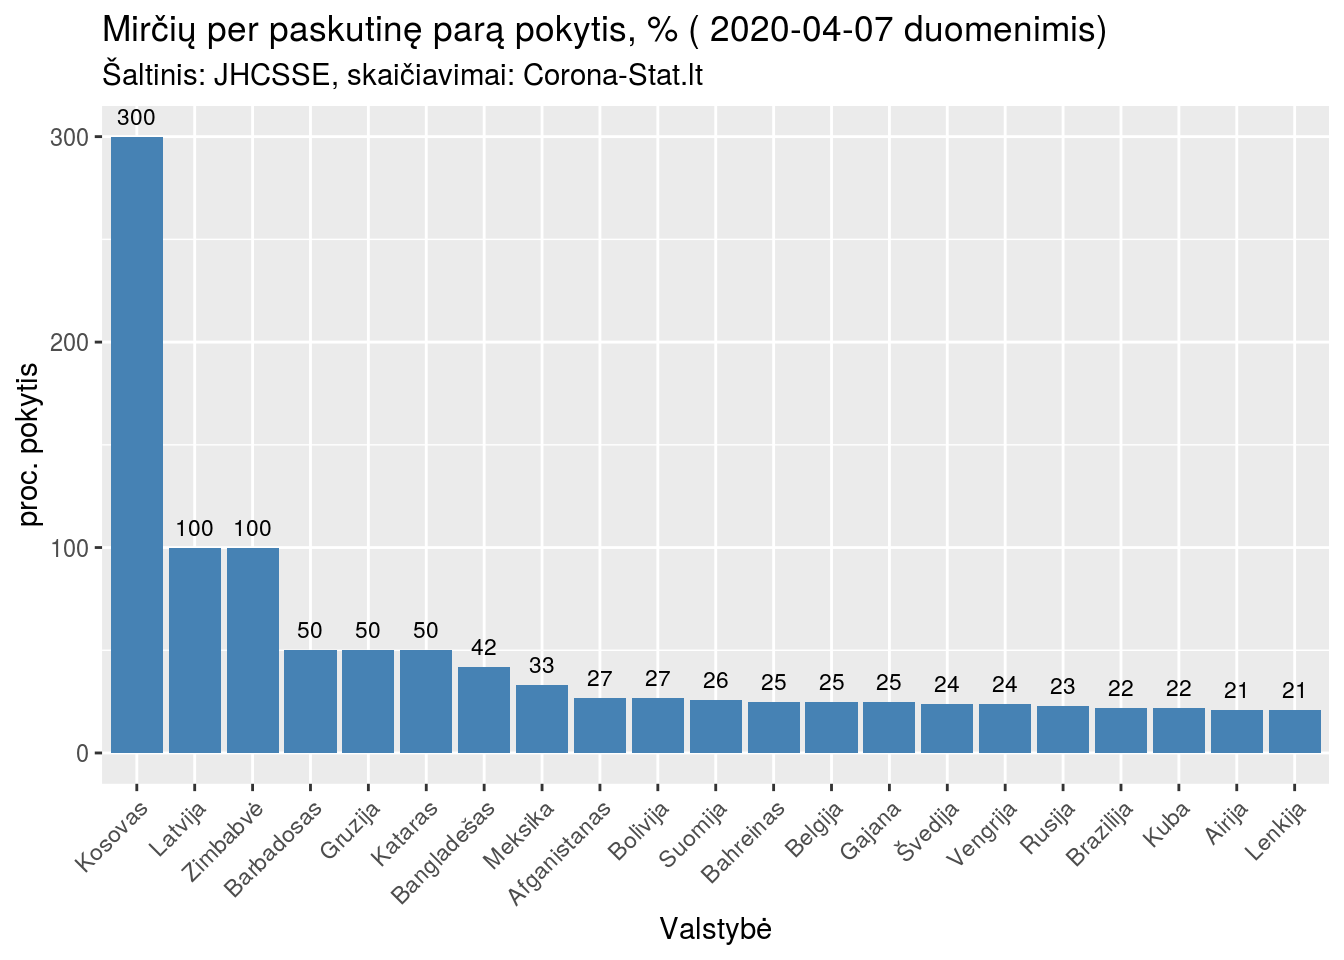 Mirčių per paskutinę parą pokytis, % ( 2020-04-07 duomenimis)
Šaltinis: JHCSSE, skaičiavimai: Corona-Stat.lt
proc. pokytis
300
200
100
0
300
100
100
50
50
50
42
33
27
27
26
25
25
25
24
24
23
22
22
21
21
Kosovas
Latvija
Zimbabvė
Barbadosas
Gruzija
Kataras
Bangladešas
Meksika
Afganistanas
Bolivija
Suomija
Bahreinas
Belgija
Gajana
Švedija
Vengrija
Rusija
Brazilija
Kuba
Airija
Lenkija
Valstybė